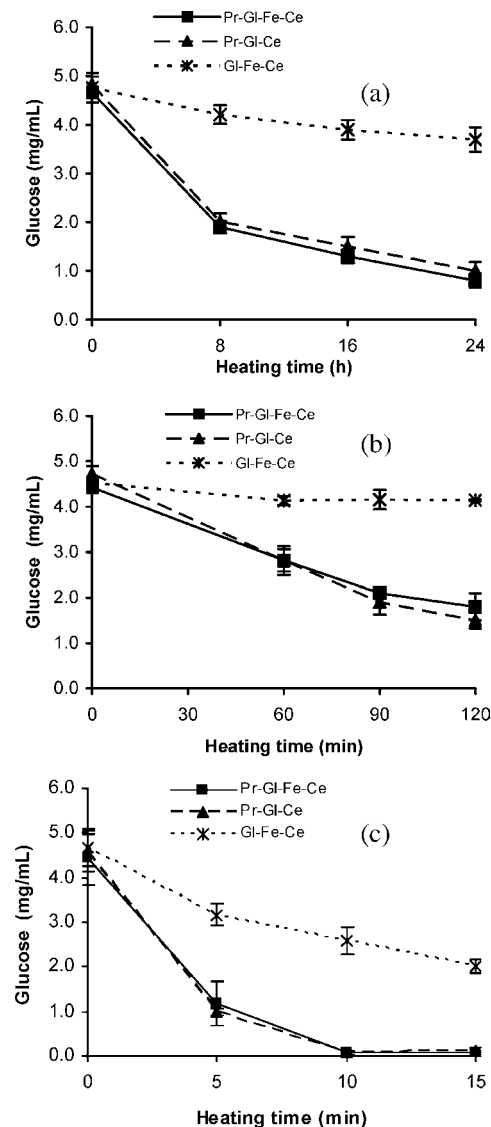 Pr-Gl-Fe-Ce
Pr-Gl-Ce
Gl-Fe-Ce
(a)
Glucose (mg/mL)
6.0
5.0
4.0
3.0
2.0
1.0
0.0
0 8 16 24
Heating time (h)
Pr-Gl-Fe-Ce
Pr-Gl-Ce
Gl-Fe-Ce
(b)
Glucose (mg/mL)
6.0
5.0
4.0
3.0
2.0
1.0
0.0
0 30 60 90 120
Heating time (min)
Pr-Gl-Fe-Ce
Pr-Gl-Ce
Gl-Fe-Ce
(c)
Glucose (mg/mL)
6.0
5.0
4.0
3.0
2.0
1.0
0.0
0 5 10 15
Heating time (min)